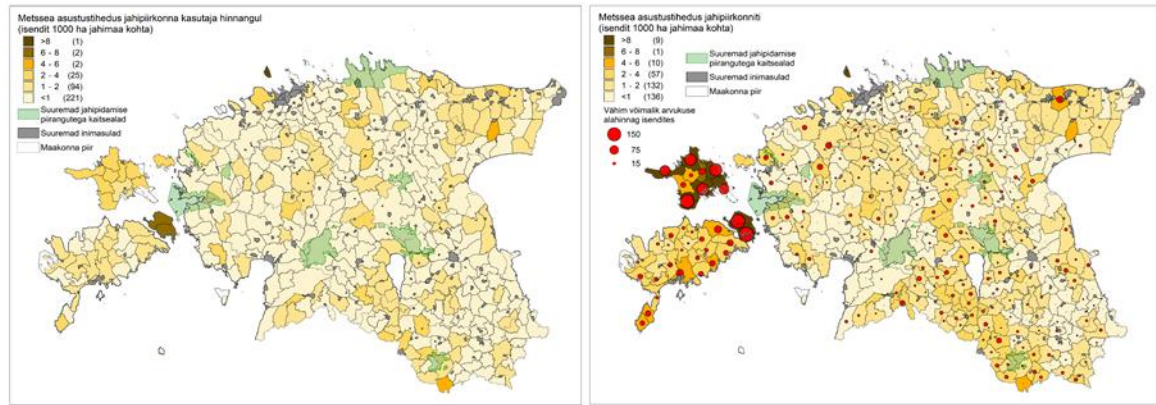 Metssea asustustihedus jahipiirkonna kasutaja hinnangul
(isendit 1000 ha jahimaa kohta)
>8 (1)
6 - 8 (2)
4 - 6 (2)
2 - 4 (25)
1 - 2 (94)
<1 (221)
Suuremad jahipidamise
piirangutega kaitsealad
Suuremad inimasulad
Maakonna piir
Metssea asustustihedus jahipiirkonniti
(isendit 1000 ha jahimaa kohta)
>8 (9)
6 - 8 (1)
4 - 6 (10)
2 - 4 (57)
1 - 2 (132)
<1 (136)
Suuremad jahipidamise
piirangutega kaitsealad
Suuremad inimasulad
Maakonna piir
Vähim võimalik arvukuse
alahinnag isendites
150
75
15